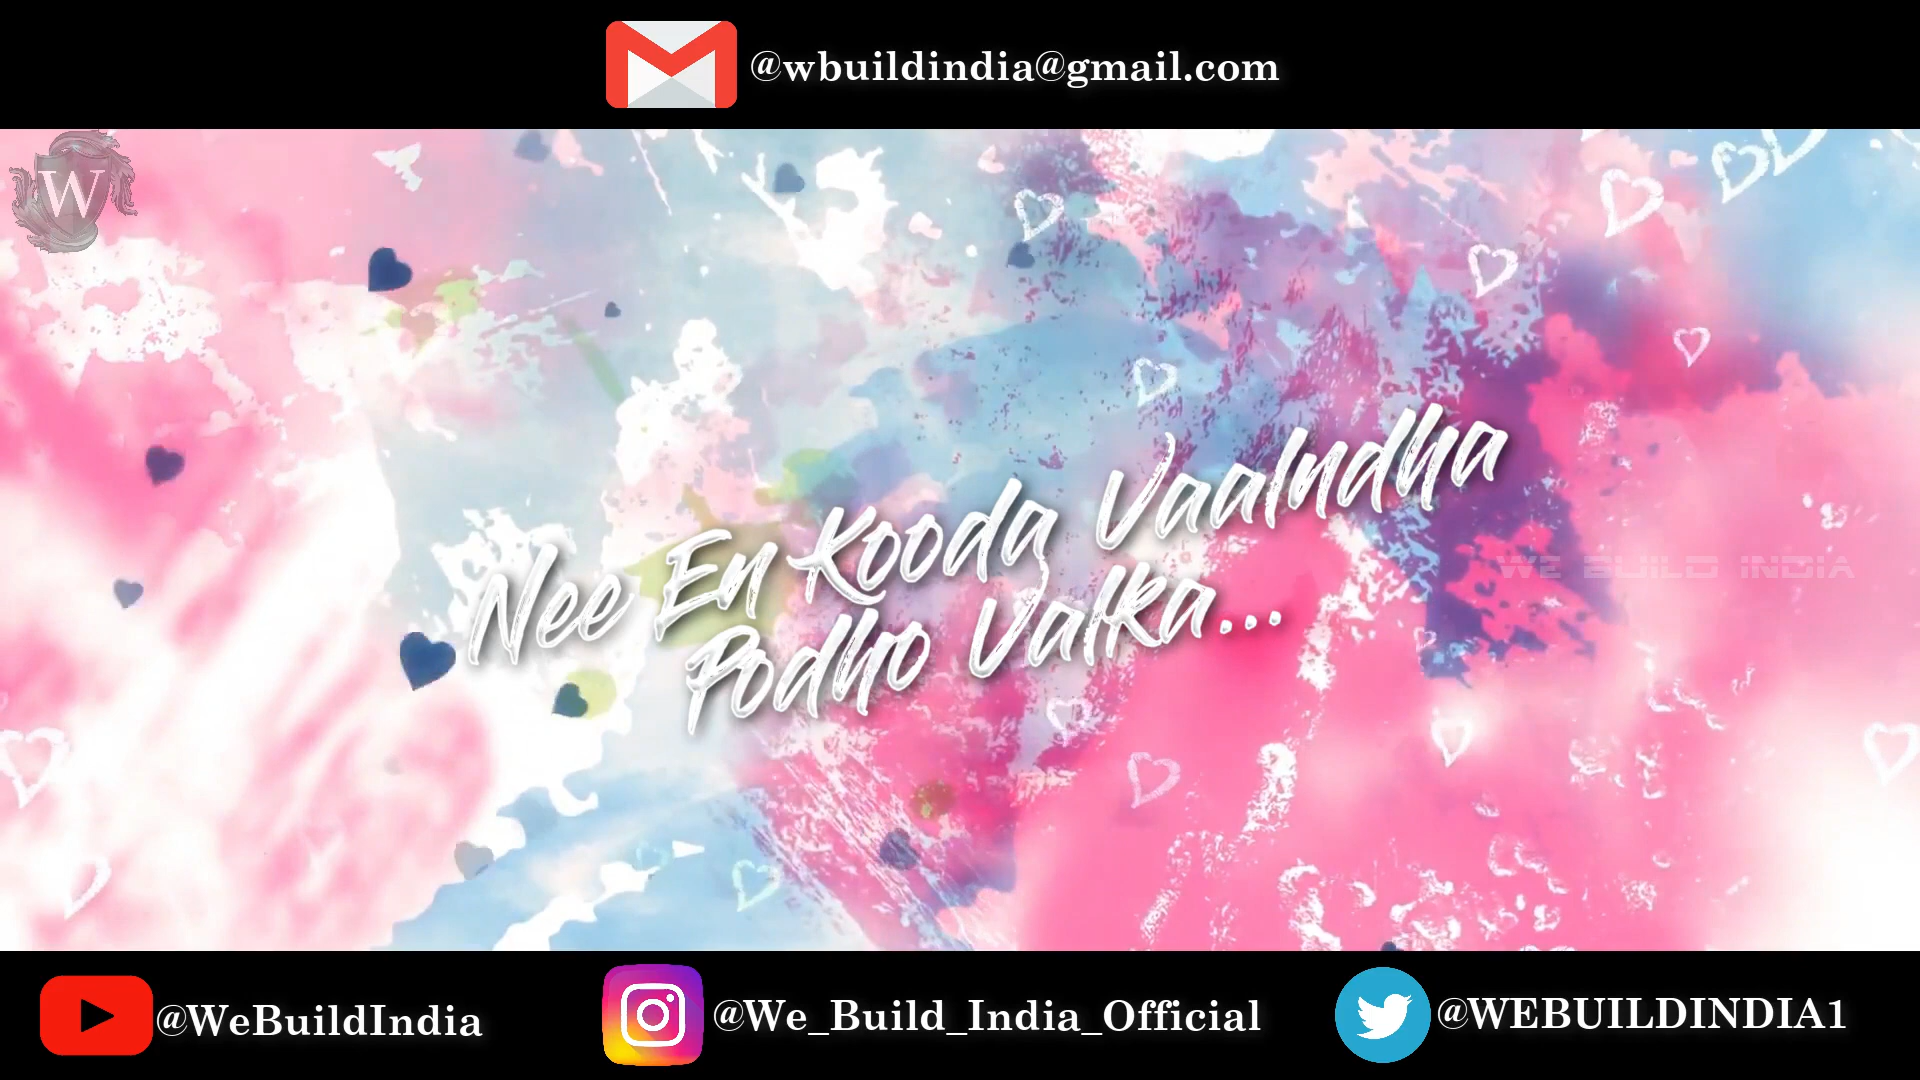 @wbuildindia@gmail.com
W
Nee En Kooda Vaalndha
Podho Valka...
WE BUILD INDIA
@WeBuildIndia
@We_Build_India_Official
@WEBUILDINDIA1